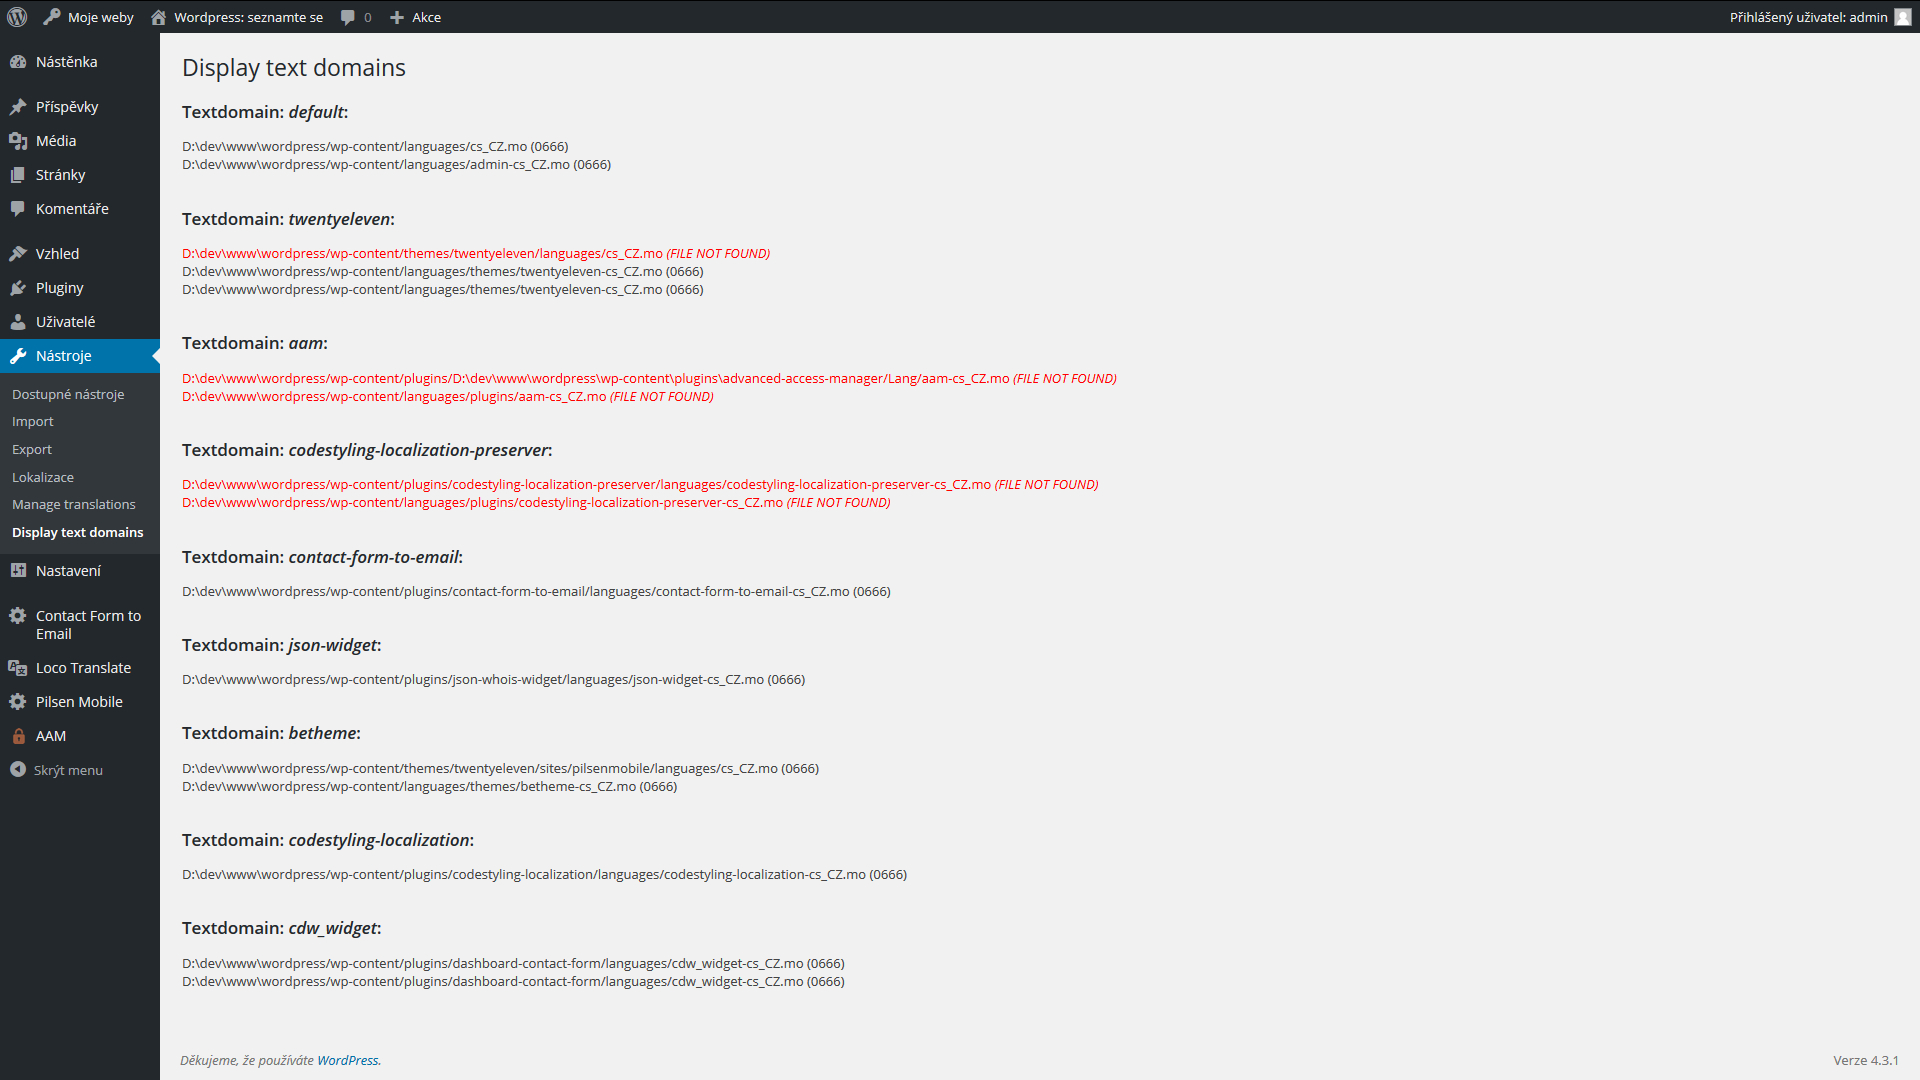 Moje weby
Wordpress: seznamte se
0
Akce
Přihlášený uživatel: admin
Nástěnka
Příspěvky
Média
Stránky
Komentáře
Vzhled
Pluginy
Uživatelé
Nástroje
Dostupné nástroje
Import
Export
Lokalizace
Manage translations
Display text domains
Nastavení
Contact Form to
Email
Loco Translate
Pilsen Mobile
AAM
Skrýt menu
Display text domains
Textdomain: default:
D:\dev\www\wordpress/wp-content/languages/cs_CZ.mo (0666)
D:\dev\www\wordpress/wp-content/languages/admin-cs_CZ.mo (0666)
Textdomain: twentyeleven:
D:\dev\www\wordpress/wp-content/themes/twentyeleven/languages/cs_CZ.mo (FILE NOT FOUND)
D:\dev\www\wordpress/wp-content/languages/themes/twentyeleven-cs_CZ.mo (0666)
D:\dev\www\wordpress/wp-content/languages/themes/twentyeleven-cs_CZ.mo (0666)
Textdomain: aam:
D:\dev\www\wordpress/wp-content/plugins/D:\dev\www\wordpress\wp-content\plugins\advanced-access-manager/Lang/aam-cs_CZ.mo (FILE NOT FOUND)
D:\dev\www\wordpress/wp-content/languages/plugins/aam-cs_CZ.mo (FILE NOT FOUND)
Textdomain: codestyling-localization-preserver:
D:\dev\www\wordpress/wp-content/plugins/codestyling-localization-preserver/languages/codestyling-localization-preserver-cs_CZ.mo (FILE NOT FOUND)
D:\dev\www\wordpress/wp-content/languages/plugins/codestyling-localization-preserver-cs_CZ.mo (FILE NOT FOUND)
Textdomain: contact-form-to-email:
D:\dev\www\wordpress/wp-content/plugins/contact-form-to-email/languages/contact-form-to-email-cs_CZ.mo (0666)
Textdomain: json-widget:
D:\dev\www\wordpress/wp-content/plugins/json-whois-widget/languages/json-widget-cs_CZ.mo (0666)
Textdomain: betheme:
D:\dev\www\wordpress/wp-content/themes/twentyeleven/sites/pilsenmobile/languages/cs_CZ.mo (0666)
D:\dev\www\wordpress/wp-content/languages/themes/betheme-cs_CZ.mo (0666)
Textdomain: codestyling-localization:
D:\dev\www\wordpress/wp-content/plugins/codestyling-localization/languages/codestyling-localization-cs_CZ.mo (0666)
Textdomain: cdw_widget:
D:\dev\www\wordpress/wp-content/plugins/dashboard-contact-form/languages/cdw_widget-cs_CZ.mo (0666)
D:\dev\www\wordpress/wp-content/plugins/dashboard-contact-form/languages/cdw_widget-cs_CZ.mo (0666)
Děkujeme, že používáte WordPress.
Verze 4.3.1